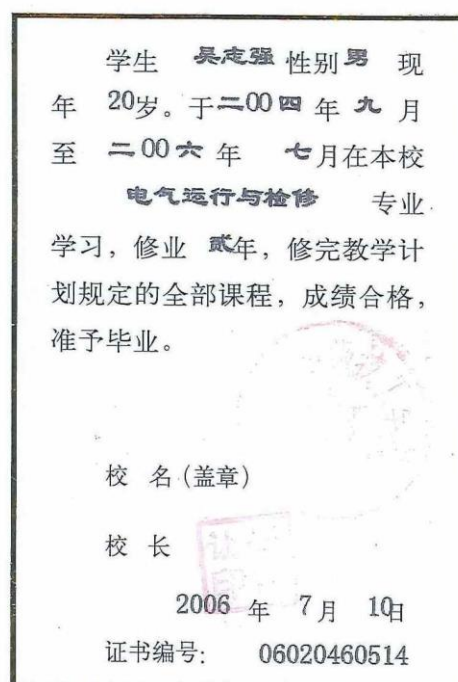 学生 吴志强 性别 男 现
年 20岁。于二00四 年 九 月
至 二00六 年 七月在本校
电气运行与检修 专业
学习，修业 贰年，修完教学计
划规定的全部课程，成绩合格，
准予毕业。
校 名（盖章）
校 长
2006 年 7月 10日
证书编号： 06020460514